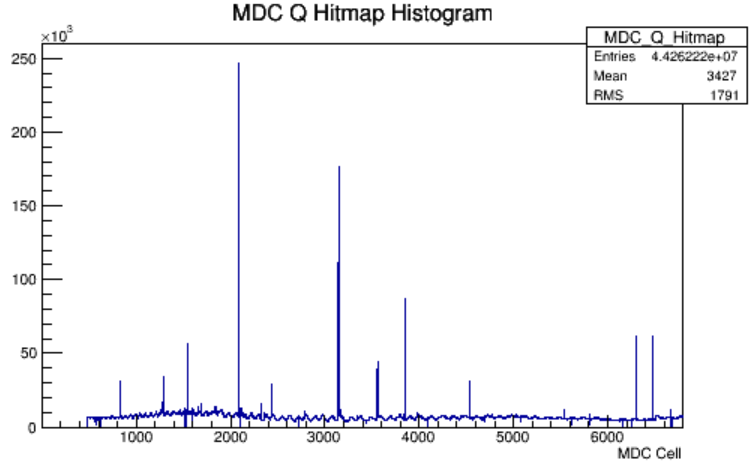 MDC Q Hitmap Histogram
×10³
MDC_Q_Hitmap
Entries 4.426222e+07
Mean 3427
RMS 1791
250
200
150
100
50
0
1000 2000 3000 4000 5000 6000
MDC Cell